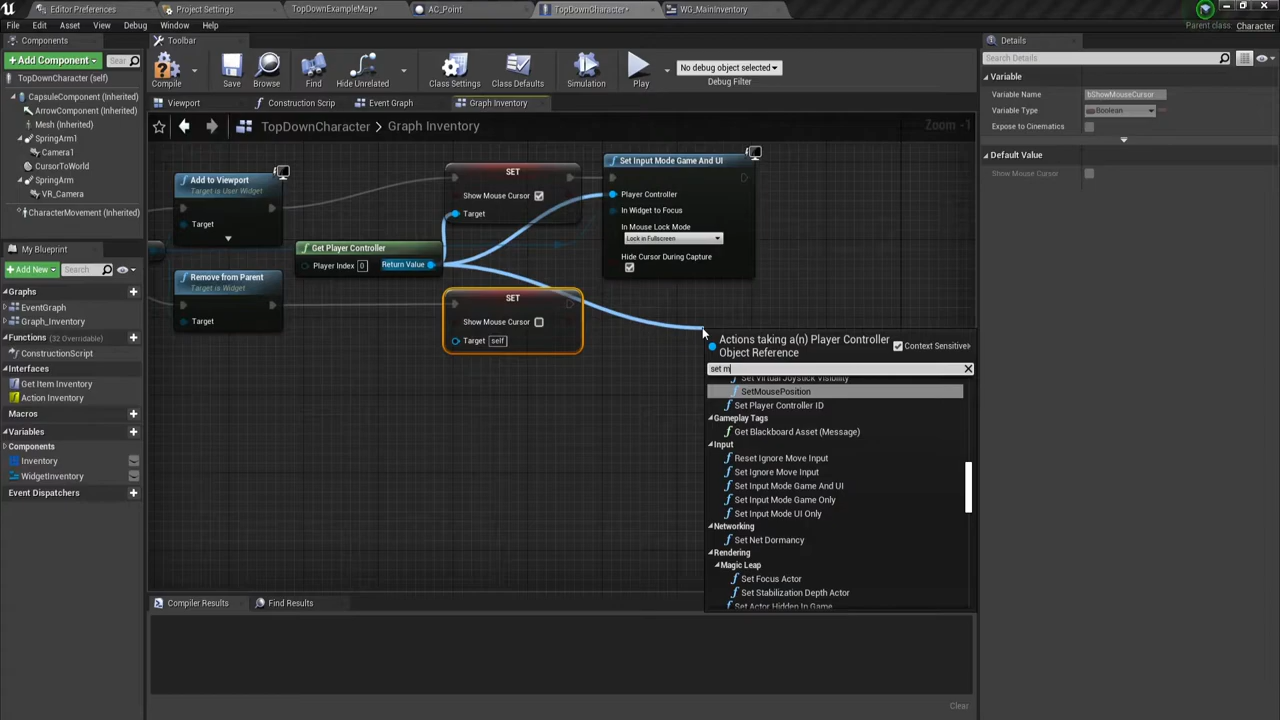 Editor Preferences
Project Settings
TopDownExampleMap*
AC_Point
TopDownCharacter*
WG_MainInventory
File Edit Asset View Debug Window Help
Parent class: Character
Components
Toolbar
Details
+Add Component
Sear
TopDownCharacter (self)
CapsuleComponent (Inherited)
ArrowComponent (Inherited)
Mesh (Inherited)
SpringArm1
Camera1
CursorToWorld
SpringArm
VR_Camera
CharacterMovement (Inherited)
Compile
Save
Browse
Find
Hide Unrelated
Class Settings
Class Defaults
Simulation
Play
No debug object selected
Debug Filter
Viewport
Construction Scrip
Event Graph
Graph Inventory
TopDownCharacter
Graph Inventory
Zoom -1
My Blueprint
+Add New
Search
Graphs
EventGraph
Graph_Inventory
Functions (32 Overridable)
ConstructionScript
Interfaces
Get Item Inventory
Action Inventory
Macros
Variables
Components
Inventory
WidgetInventory
Event Dispatchers
Add to Viewport
Target is User Widget
Target
SET
Show Mouse Cursor
Target
Set Input Mode Game And UI
Player Controller
In Widget to Focus
In Mouse Lock Mode
Lock in Fullscreen
Hide Cursor During Capture
Get Player Controller
Player Index 0
Return Value
Remove from Parent
Target is Widget
Target
SET
Show Mouse Cursor
Target self
Actions taking a(n) Player Controller
Object Reference
Context Sensitive
set m
Set Virtual Joystick Visibility
SetMousePosition
Set Player Controller ID
Gameplay Tags
Get Blackboard Asset (Message)
Input
Reset Ignore Move Input
Set Ignore Move Input
Set Input Mode Game And UI
Set Input Mode Game Only
Set Input Mode UI Only
Networking
Set Net Dormancy
Rendering
Magic Leap
Set Focus Actor
Set Stabilization Depth Actor
Set Actor Hidden In Game
Compiler Results
Find Results
Clear
Search Details
Variable
Variable Name
bShowMouseCursor
Variable Type
Boolean
Expose to Cinematics
Default Value
Show Mouse Cursor